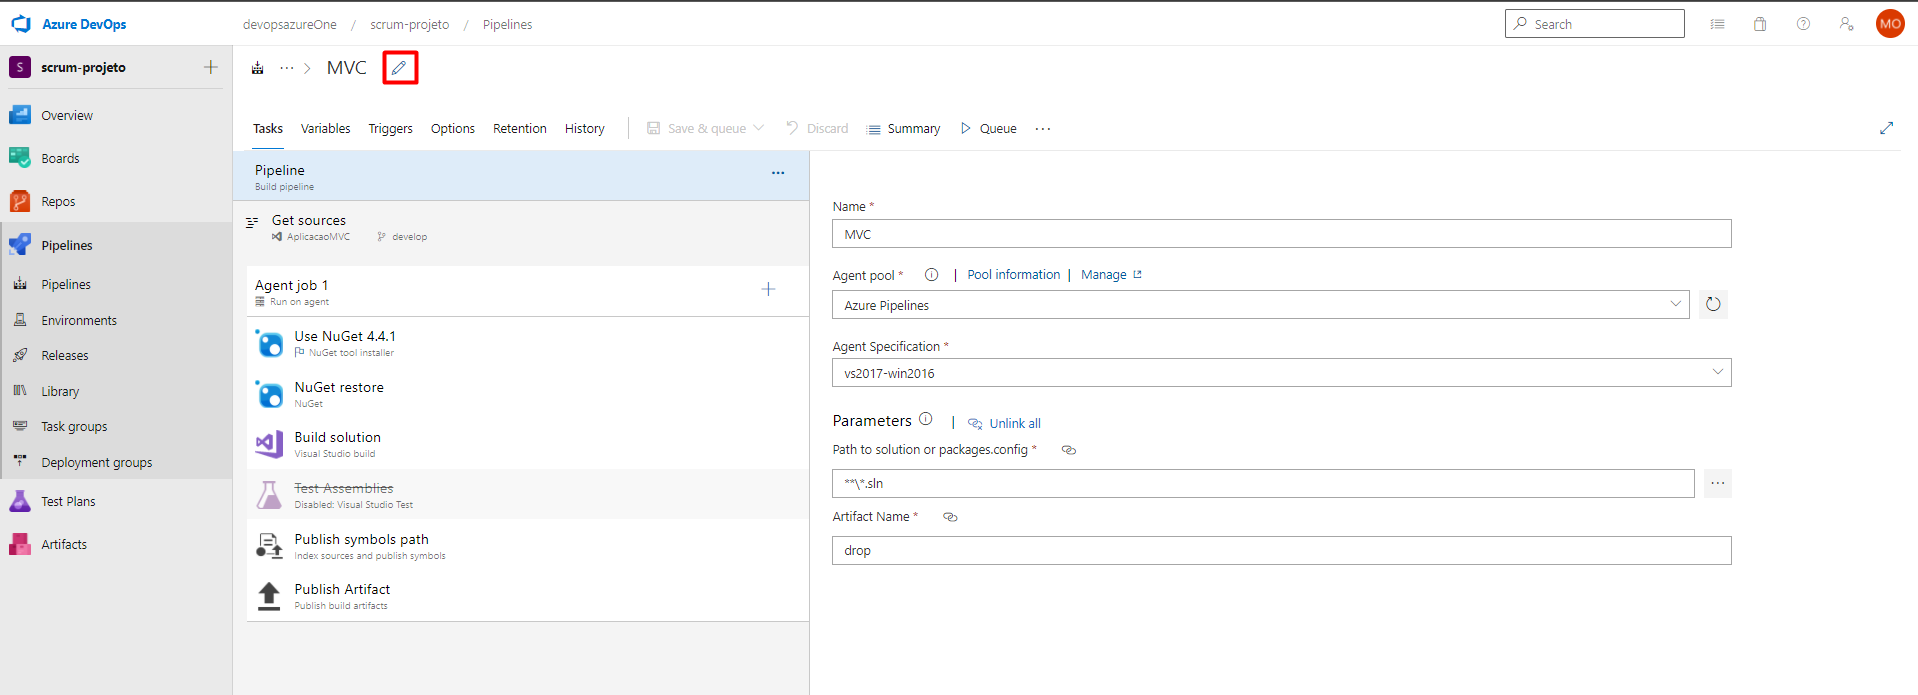 Azure DevOps
devopsazureOne / scrum-projeto / Pipelines
Search
MO
S scrum-projeto
Overview
Boards
Repos
Pipelines
Pipelines
Environments
Releases
Library
Task groups
Deployment groups
Test Plans
Artifacts
··· > MVC
Tasks Variables Triggers Options Retention History Save & queue Discard Summary Queue ···
Pipeline
Build pipeline
···
Get sources
AplicacaoMVC develop
Agent job 1
Run on agent
Use NuGet 4.4.1
NuGet tool installer
NuGet restore
NuGet
Build solution
Visual Studio build
Test Assemblies
Disabled: Visual Studio Test
Publish symbols path
Index sources and publish symbols
Publish Artifact
Publish build artifacts
Name *
MVC
Agent pool * | Pool information | Manage
Azure Pipelines
Agent Specification *
vs2017-win2016
Parameters | Unlink all
Path to solution or packages.config *
**\*.sln
···
Artifact Name *
drop